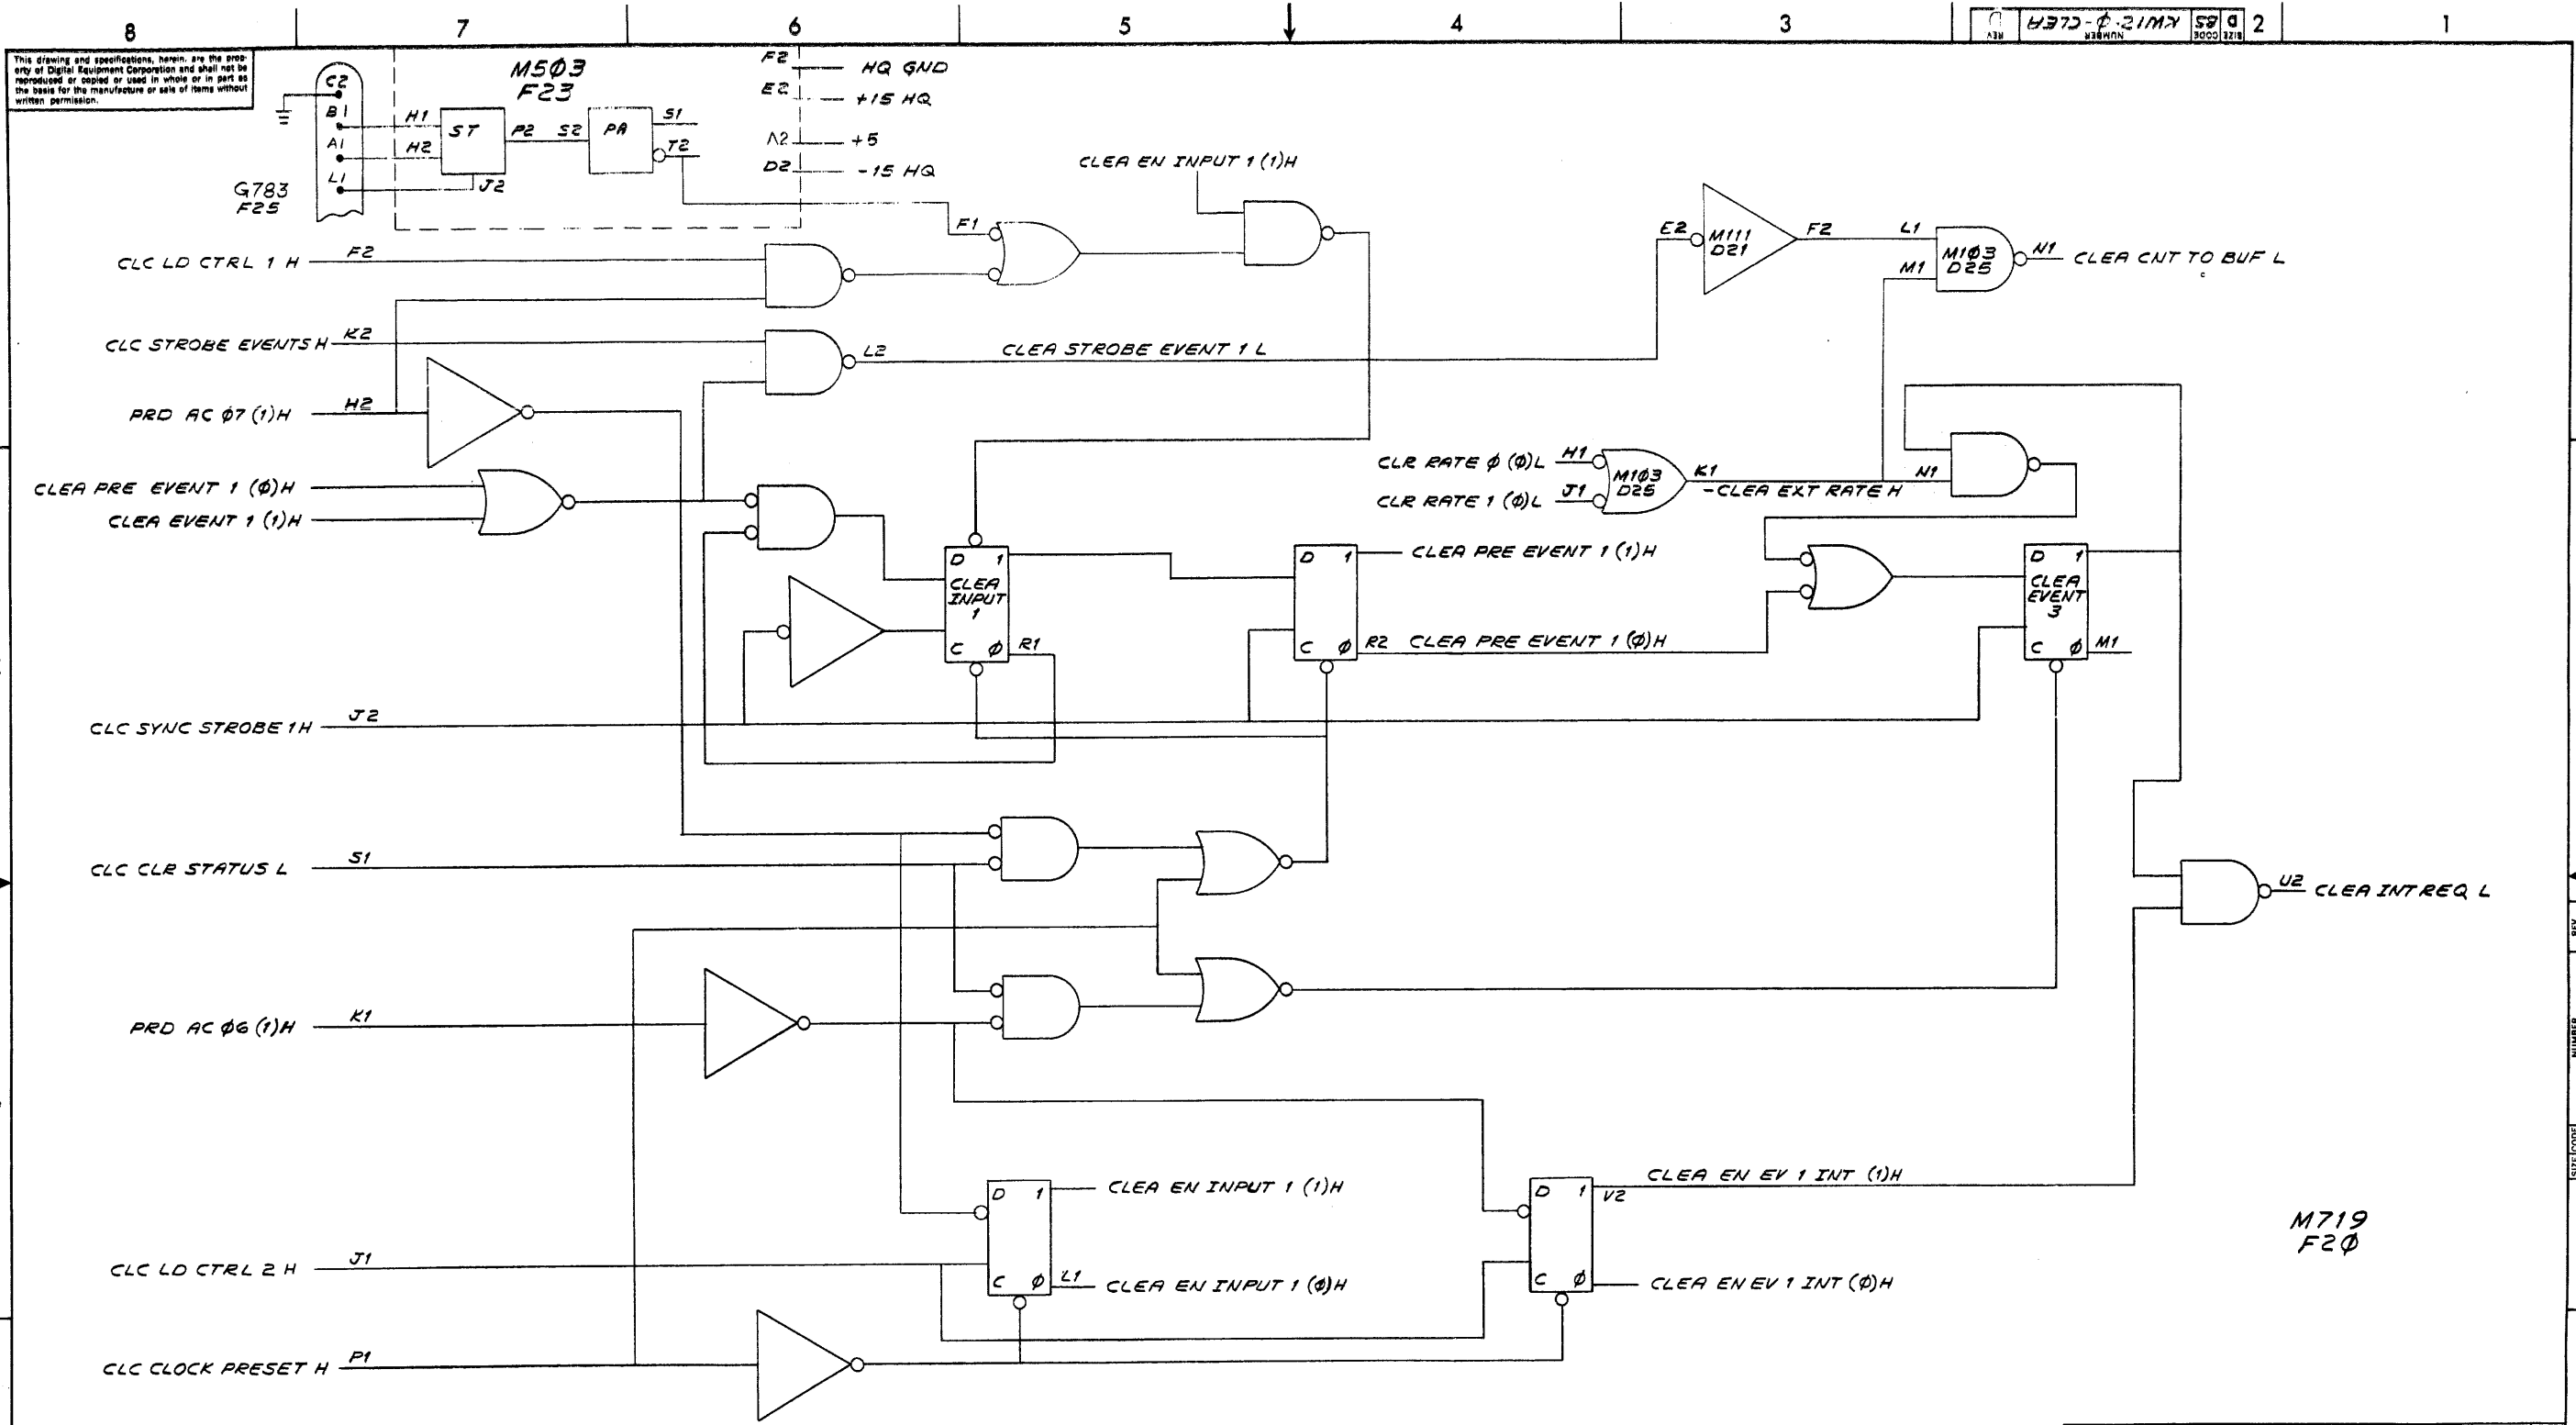 8 7 6 5 4 3 2 1
REV
D
NUMBER
KW12-Φ-CLEA
CODE
BS
SIZE
D
This drawing and specifications, herein, are the prop-
erty of Digital Equipment Corporation and shall not be
reproduced or copied or used in whole or in part as
the basis for the manufacture or sale of items without
written permission.
M5Φ3
F23
C2
B1
A1
L1
G783
F25
H1
H2
ST
J2
P2
S2
PA
S1
T2
F2 HQ GND
E2 +15 HQ
A2 +5
D2 -15 HQ
CLEA EN INPUT 1 (1)H
F1
CLC LD CTRL 1 H F2
CLC STROBE EVENTS H K2
L2
CLEA STROBE EVENT 1 L
E2
M111
D21
F2
L1
M1
M1Φ3
D25
N1
CLEA CNT TO BUF L
PRD AC Φ7 (1)H H2
CLEA PRE EVENT 1 (Φ)H
CLEA EVENT 1 (1)H
CLR RATE Φ (Φ)L H1
CLR RATE 1 (Φ)L J1
M1Φ3
D25
K1
-CLEA EXT RATE H
N1
D 1
CLEA
INPUT
1
C Φ
R1
D 1
C Φ
CLEA PRE EVENT 1 (1)H
R2 CLEA PRE EVENT 1 (Φ)H
D 1
CLEA
EVENT
3
C Φ
M1
CLC SYNC STROBE 1H J2
CLC CLR STATUS L S1
U2 CLEA INT REQ L
PRD AC Φ6 (1)H K1
D 1
C Φ
CLEA EN INPUT 1 (1)H
L1 CLEA EN INPUT 1 (Φ)H
D 1
C Φ
V2
CLEA EN EV 1 INT (1)H
CLEA EN EV 1 INT (Φ)H
M719
F2Φ
CLC LD CTRL 2 H J1
CLC CLOCK PRESET H P1
REV
NUMBER
SIZE CODE